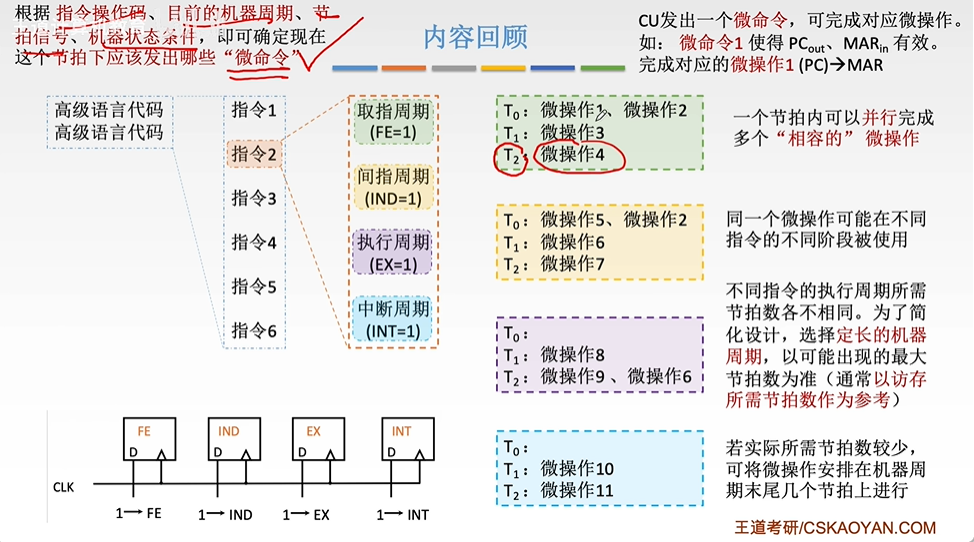 根据 指令操作码、目前的机器周期、节
拍信号、机器状态条件，即可确定现在
这个节拍下应该发出哪些“微命令”
内容回顾
CU发出一个微命令，可完成对应微操作。
如： 微命令1 使得 PCout、MARin 有效。
完成对应的微操作1 (PC)→MAR
高级语言代码
高级语言代码
指令1
指令2
指令3
指令4
指令5
指令6
取指周期
(FE=1)
间指周期
(IND=1)
执行周期
(EX=1)
中断周期
(INT=1)
T0：微操作1、微操作2
T1：微操作3
T2：微操作4
T0：微操作5、微操作2
T1：微操作6
T2：微操作7
T0：
T1：微操作8
T2：微操作9 、微操作6
T0：
T1：微操作10
T2：微操作11
一个节拍内可以并行完成
多个“相容的”微操作
同一个微操作可能在不同
指令的不同阶段被使用
不同指令的执行周期所需
节拍数各不相同。为了简
化设计，选择定长的机器
周期，以可能出现的最大
节拍数为准（通常以访存
所需节拍数作为参考）
若实际所需节拍数较少，
可将微操作安排在机器周
期末尾几个节拍上进行
FE IND EX INT
D D D D
CLK
1→FE 1→IND 1→EX 1→INT
王道考研/CSKAOYAN.COM